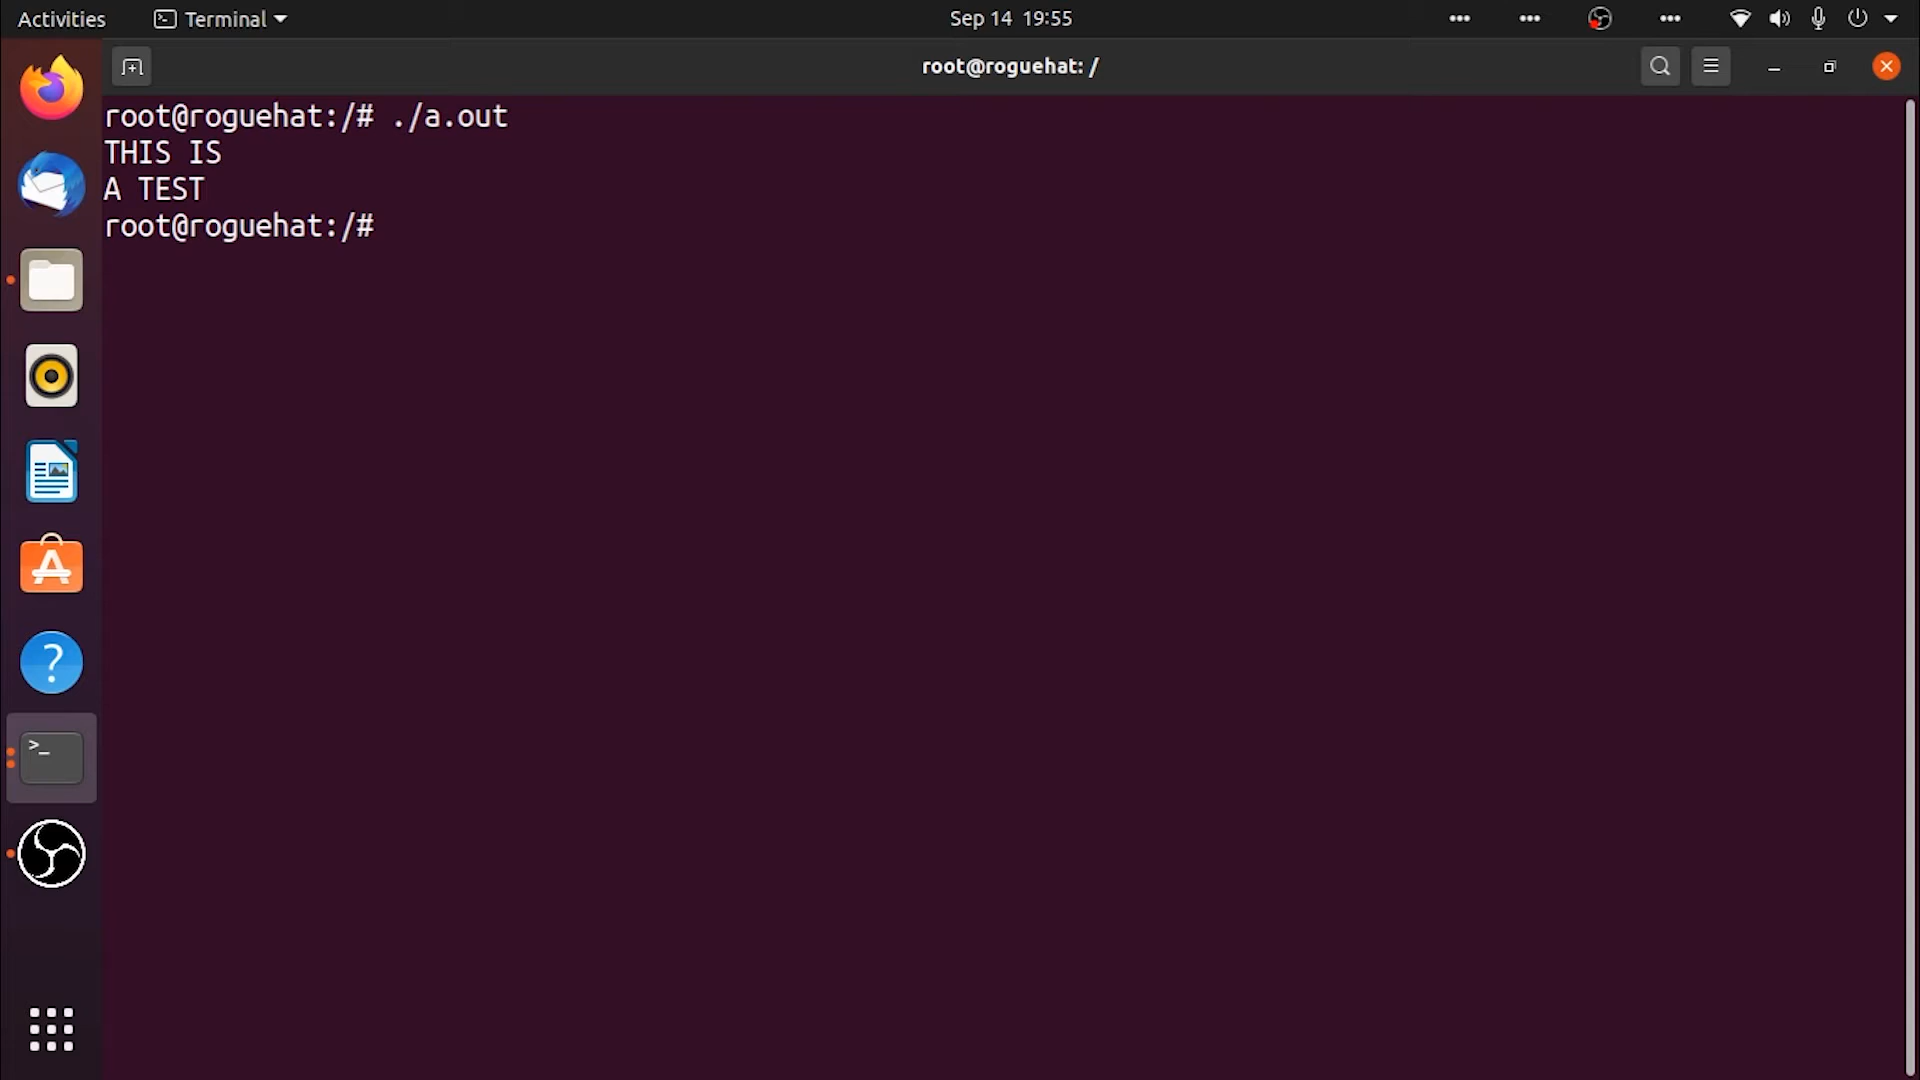 Activities Terminal Sep 14 19:55
root@roguehat: /
root@roguehat:/# ./a.out
THIS IS
A TEST
root@roguehat:/#